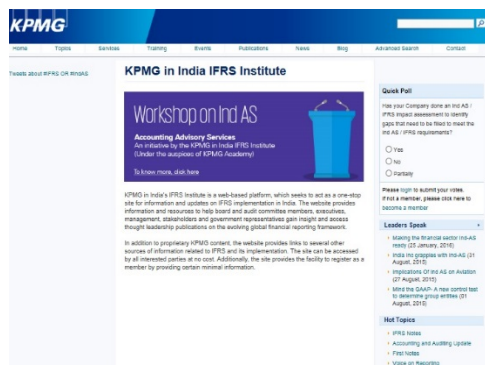 KPMG
Home Topics Services Training Events Publications News Blog Advanced Search Contact
Tweets about #IFRS OR #IndAS
KPMG in India IFRS Institute
Workshop on Ind AS
Accounting Advisory Services
An initiative by the KPMG in India IFRS Institute
(Under the auspices of KPMG Academy)
To know more, click here
KPMG in India's IFRS Institute is a web-based platform, which seeks to act as a one-stop
site for information and updates on IFRS implementation in India. The website provides
information and resources to help board and audit committee members, executives,
management, stakeholders and government representatives gain insight and access
thought leadership publications on the evolving global financial reporting framework.
In addition to proprietary KPMG content, the website provides links to several other
sources of information related to IFRS and its implementation. The site can be accessed
by all interested parties at no cost. Additionally, the site provides the facility to register as a
member by providing certain minimal information.
Quick Poll
Has your Company done an Ind AS /
IFRS impact assessment to identify
gaps that need to be filled to meet the
Ind AS / IFRS requirements?
Yes
No
Partially
Please login to submit your votes.
If not a member, please click here to
become a member
Leaders Speak
Making the financial sector Ind-AS
ready (25 January, 2016)
India Inc grapples with Ind-AS (31
August, 2015)
Implications Of Ind AS on Aviation
(27 August, 2015)
Mind the GAAP- A new control test
to determine group entities (01
August, 2015)
Hot Topics
IFRS Notes
Accounting and Auditing Update
First Notes
Voice on Reporting